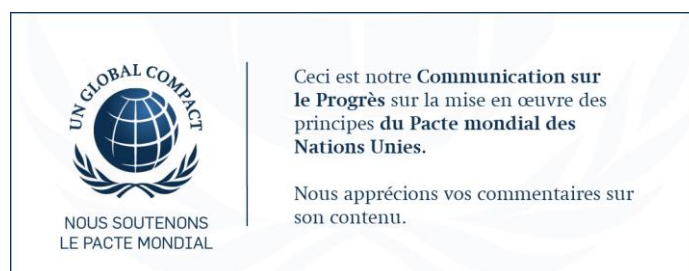 UN GLOBAL COMPACT
NOUS SOUTENONS
LE PACTE MONDIAL
Ceci est notre Communication sur
le Progrès sur la mise en œuvre des
principes du Pacte mondial des
Nations Unies.
Nous apprécions vos commentaires sur
son contenu.